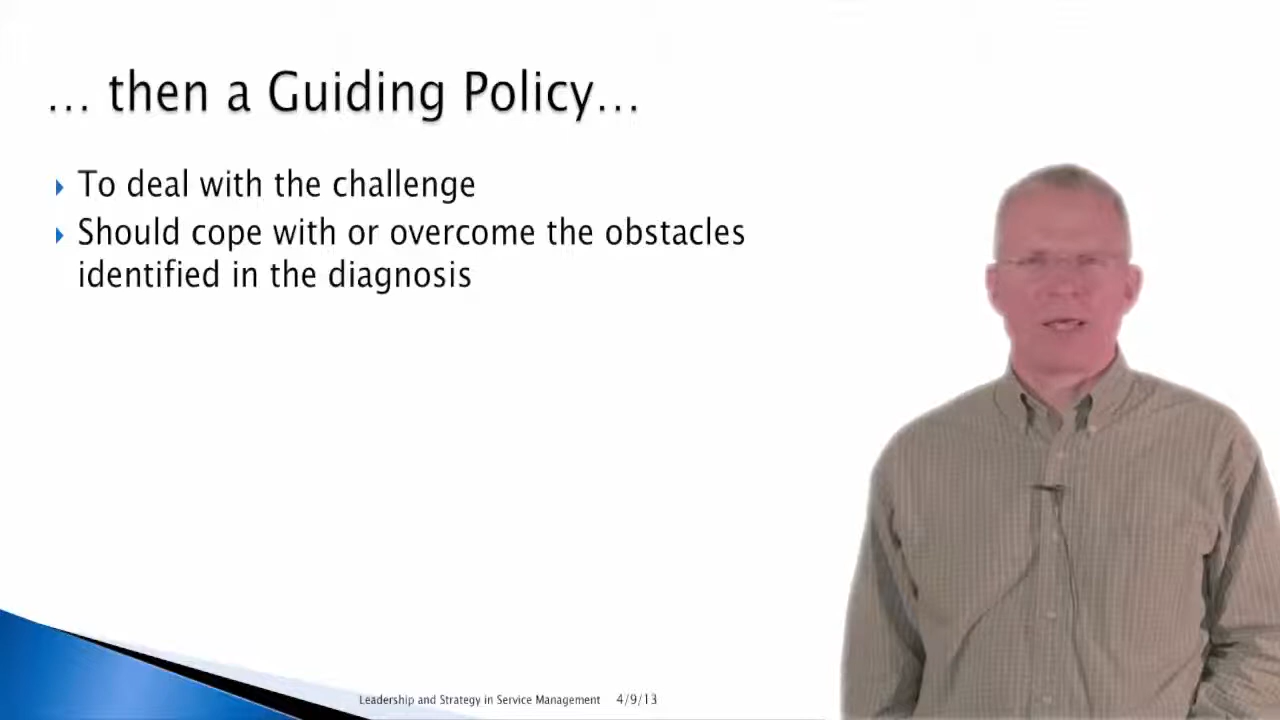 ... then a Guiding Policy...
To deal with the challenge
Should cope with or overcome the obstacles
identified in the diagnosis
Leadership and Strategy in Service Management 4/9/13